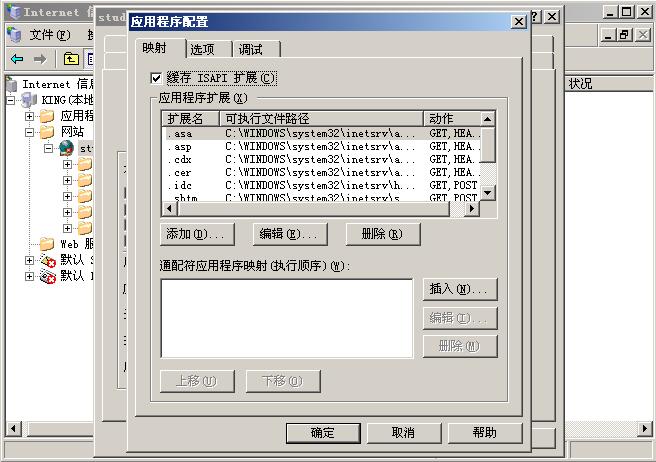 Internet 信
stud
应用程序配置
文件(F)
映射
选项
调试
缓存 ISAPI 扩展(C)
应用程序扩展(X)
扩展名 可执行文件路径 动作
.asa C:\WINDOWS\system32\inetsrv\a... GET,HEA..
.asp C:\WINDOWS\system32\inetsrv\a... GET,HEA..
.cdx C:\WINDOWS\system32\inetsrv\a... GET,HEA..
.cer C:\WINDOWS\system32\inetsrv\a... GET,HEA..
.idc C:\WINDOWS\system32\inetsrv\h... GET,POST
.shtm C:\WINDOWS\system32\inetsrv\s... GET,POST
添加(D)... 编辑(E)... 删除(R)
通配符应用程序映射(执行顺序)(W):
插入(N)...
编辑(I)...
删除(M)
上移(U) 下移(O)
确定 取消 帮助
Internet 信息
KING(本地
应用程
网站
st
Web 服
默认 S
默认
状况